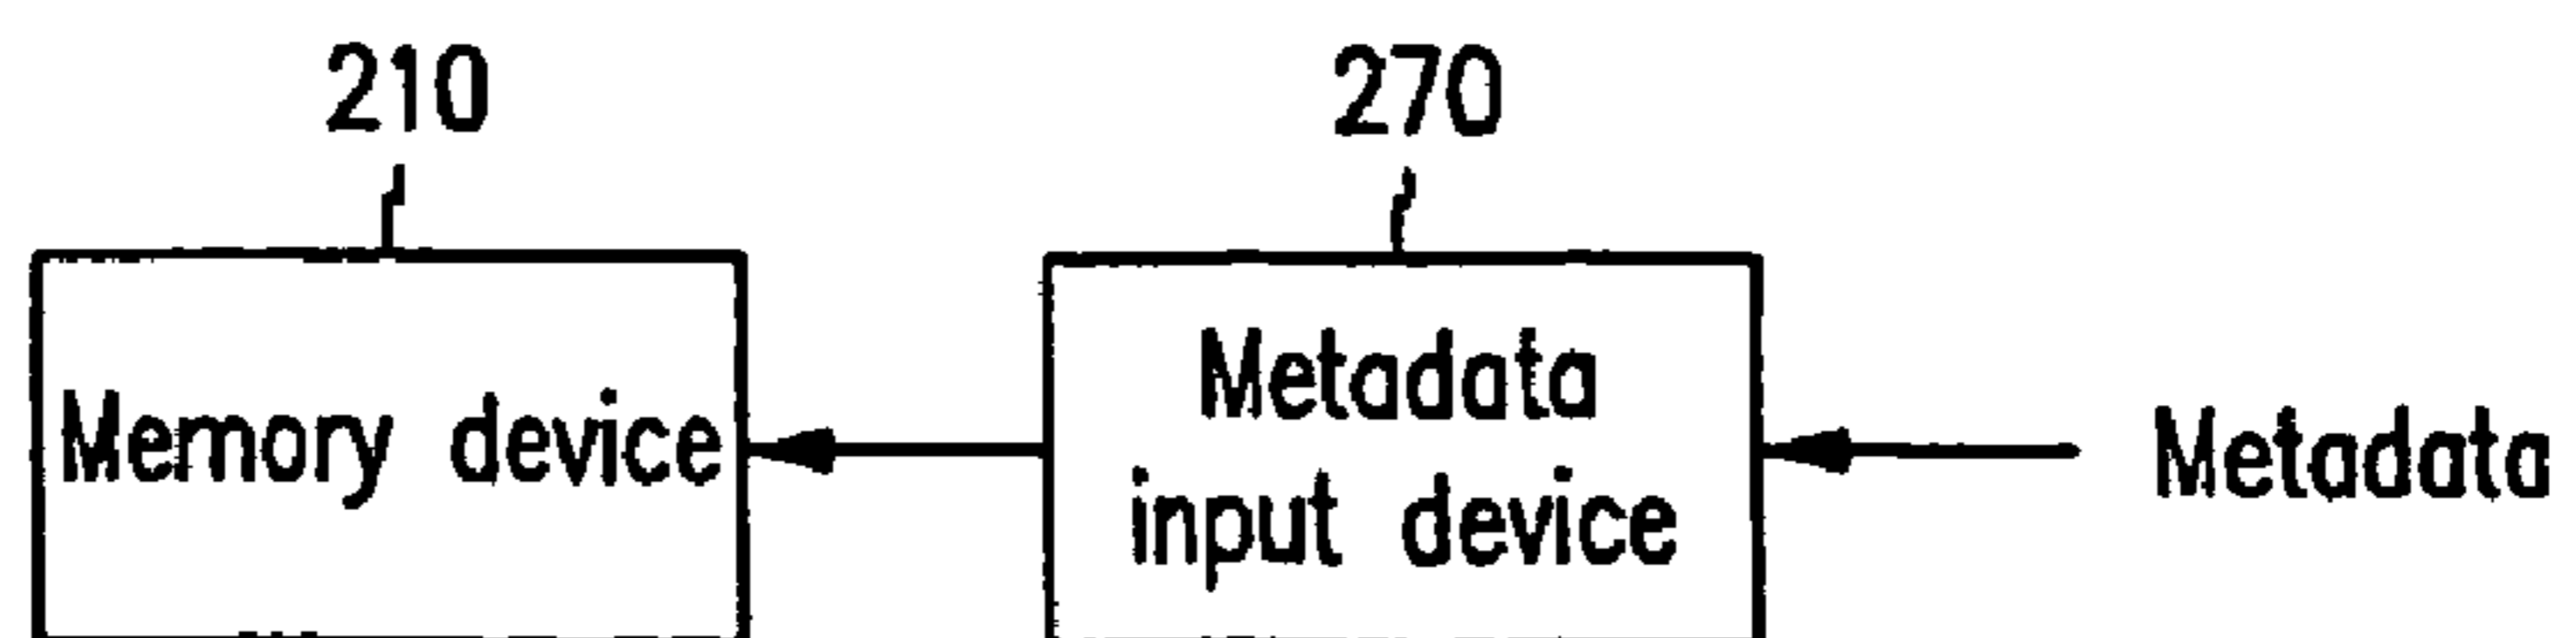 210
270
Memory device
Metadata
input device
Metadata